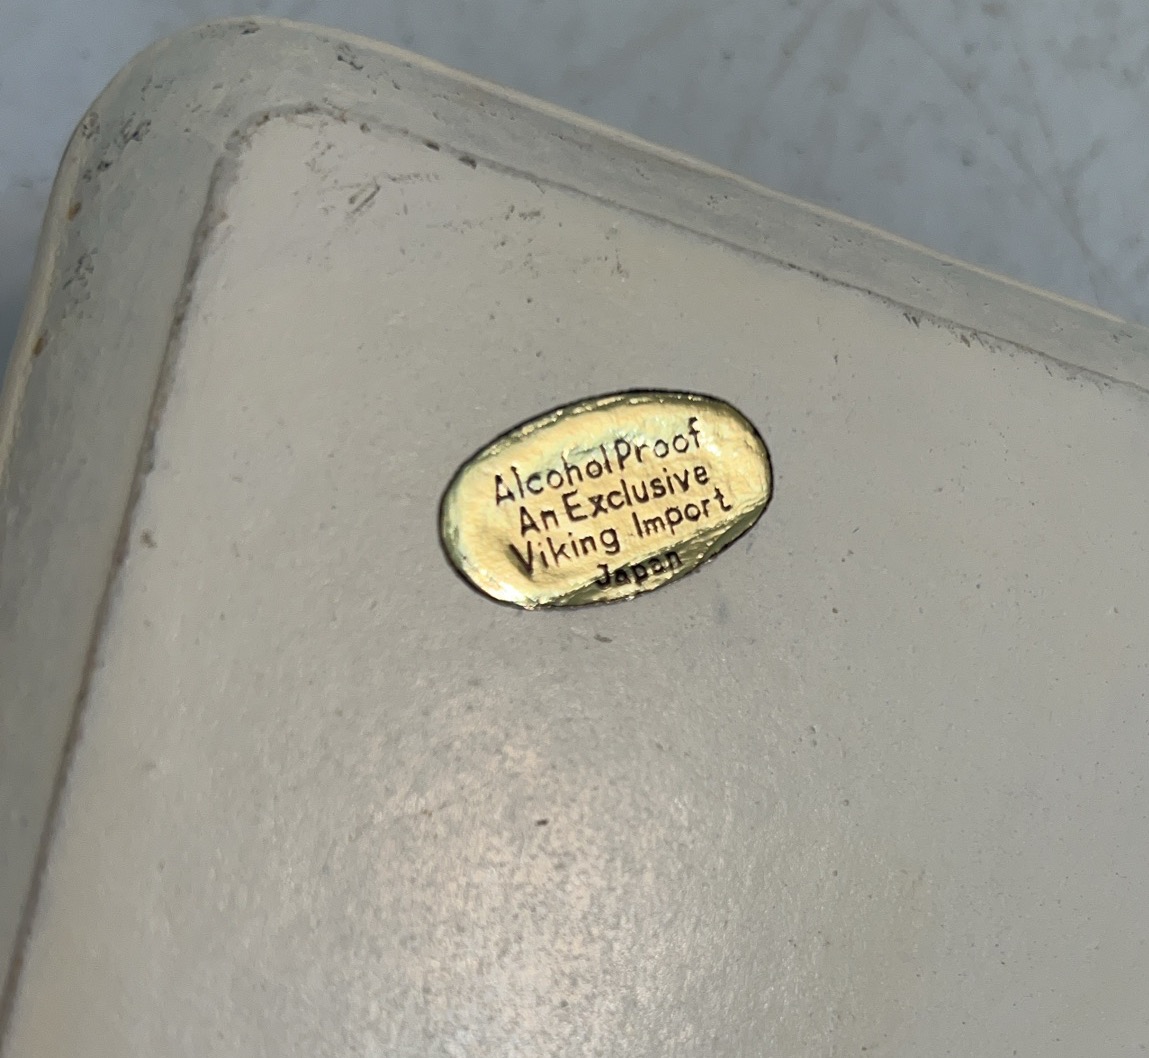 Alcohol Proof
An Exclusive
Viking Import
Japan